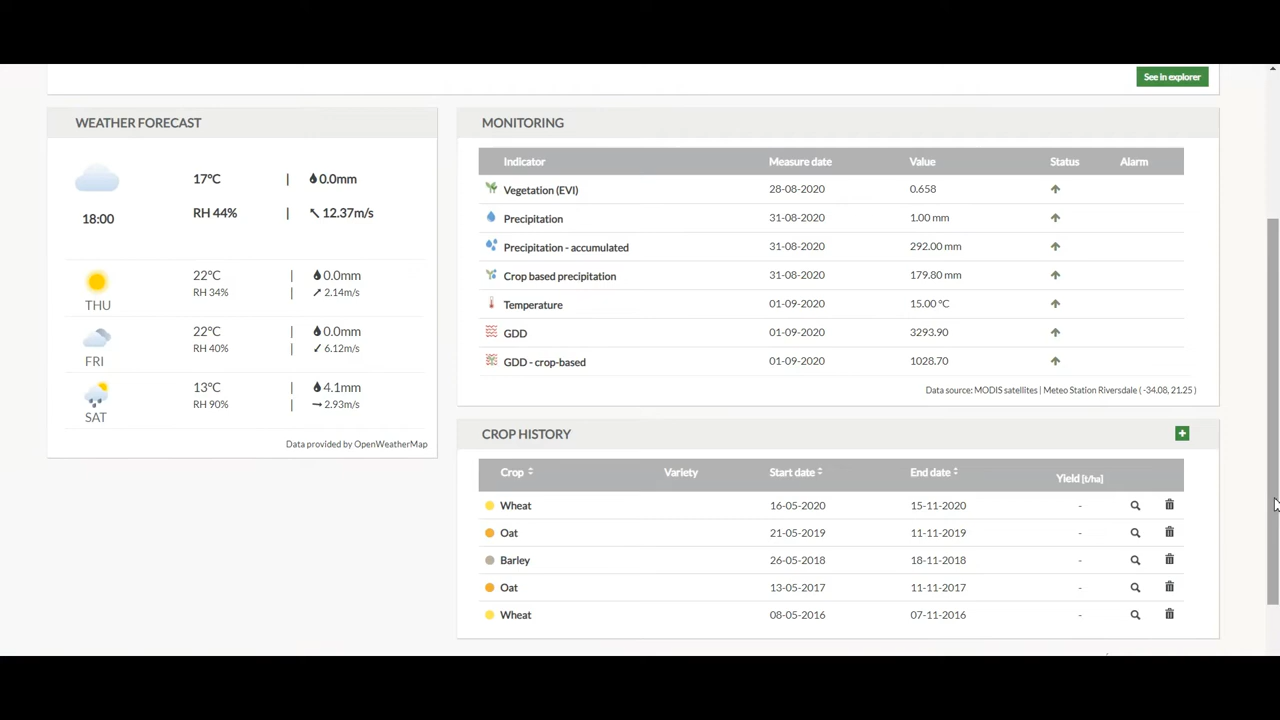 See in explorer
WEATHER FORECAST
17°C | 0.0mm
18:00 RH 44% | 12.37m/s
22°C | 0.0mm
THU RH 34% 2.14m/s
22°C | 0.0mm
FRI RH 40% 6.12m/s
13°C | 4.1mm
SAT RH 90% 2.93m/s
Data provided by OpenWeatherMap
MONITORING
Indicator Measure date Value Status Alarm
Vegetation (EVI) 28-08-2020 0.658
Precipitation 31-08-2020 1.00 mm
Precipitation - accumulated 31-08-2020 292.00 mm
Crop based precipitation 31-08-2020 179.80 mm
Temperature 01-09-2020 15.00 °C
GDD 01-09-2020 3293.90
GDD - crop-based 01-09-2020 1028.70
Data source: MODIS satellites | Meteo Station Riversdale ( -34.08, 21.25 )
CROP HISTORY
Crop Variety Start date End date Yield [t/ha]
Wheat 16-05-2020 15-11-2020 -
Oat 21-05-2019 11-11-2019 -
Barley 26-05-2018 18-11-2018 -
Oat 13-05-2017 11-11-2017 -
Wheat 08-05-2016 07-11-2016 -